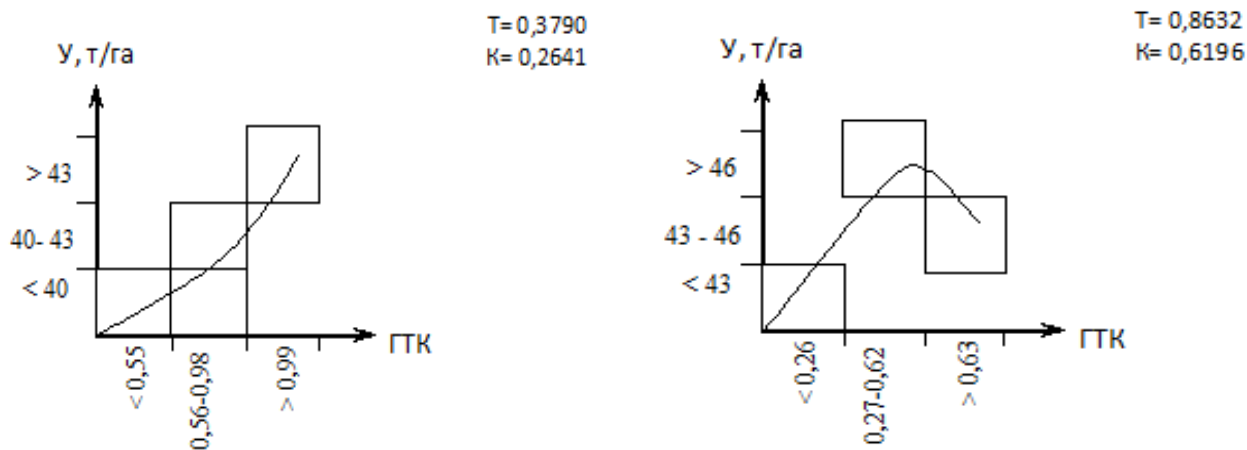 T= 0,3790
K= 0,2641
У, т/га
> 43
40- 43
< 40
ГТК
< 0,55
0,56-0,98
> 0,99
T= 0,8632
K= 0,6196
У, т/га
> 46
43 - 46
< 43
ГТК
< 0,26
0,27-0,62
> 0,63